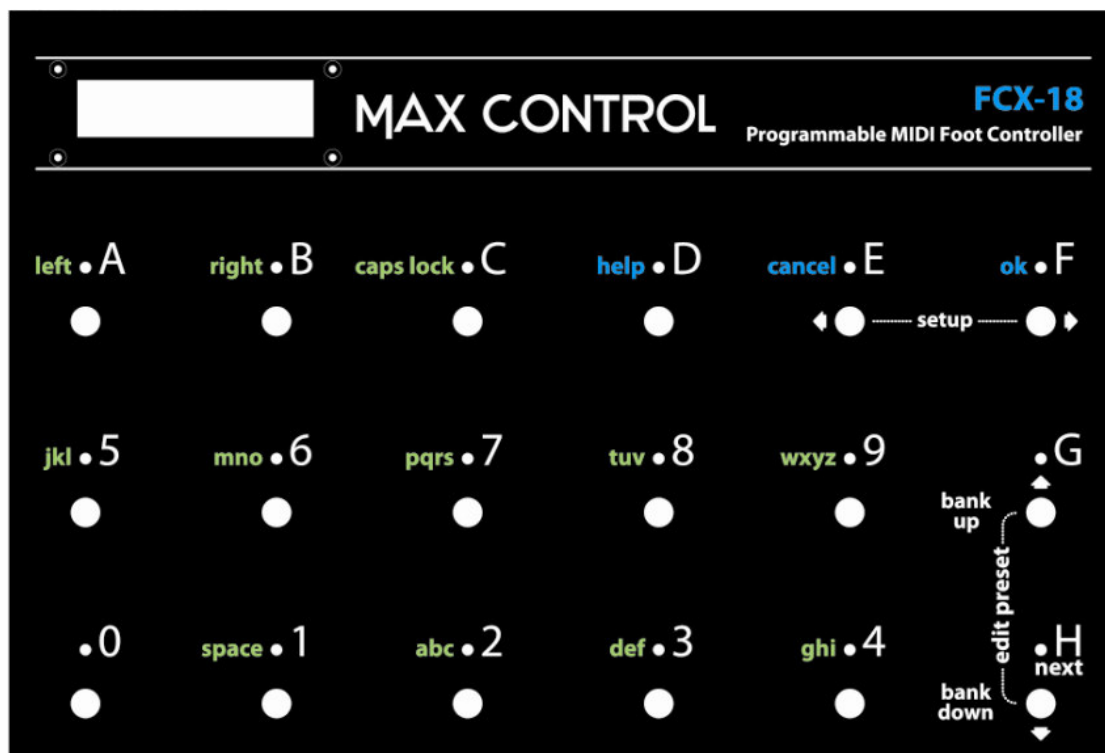 MAX CONTROL
FCX-18
Programmable MIDI Foot Controller
left A
right B
caps lock C
help D
cancel E
ok F
setup
jkl 5
mno 6
pqrs 7
tuv 8
wxyz 9
G
bank
up
edit preset
0
space 1
abc 2
def 3
ghi 4
H
next
bank
down